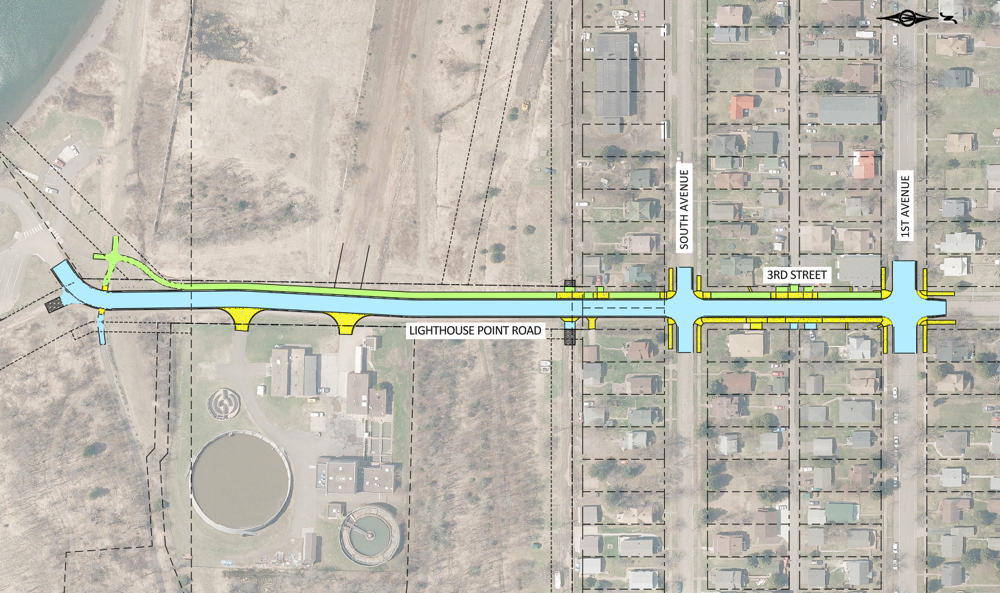 SOUTH AVENUE
1ST AVENUE
3RD STREET
LIGHTHOUSE POINT ROAD